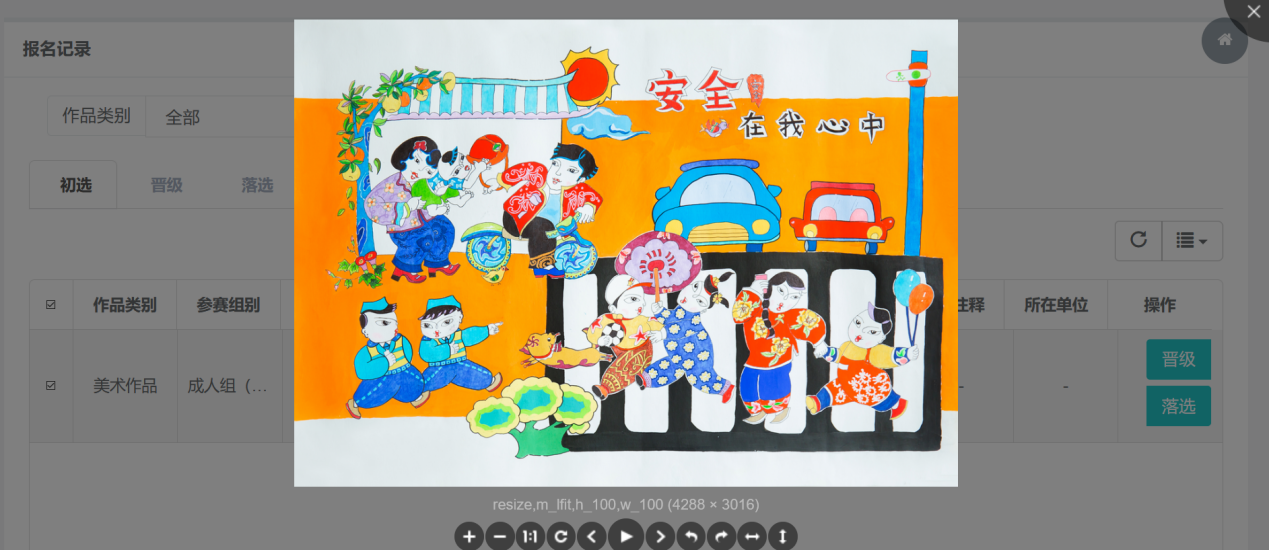 报名记录
作品类别
全部
安全
在我心中
初选
晋级
落选
作品类别
参赛组别
注释
所在单位
操作
美术作品
成人组（...
-
-
晋级
落选
resize,m_lfit,h_100,w_100 (4288 × 3016)
1:1